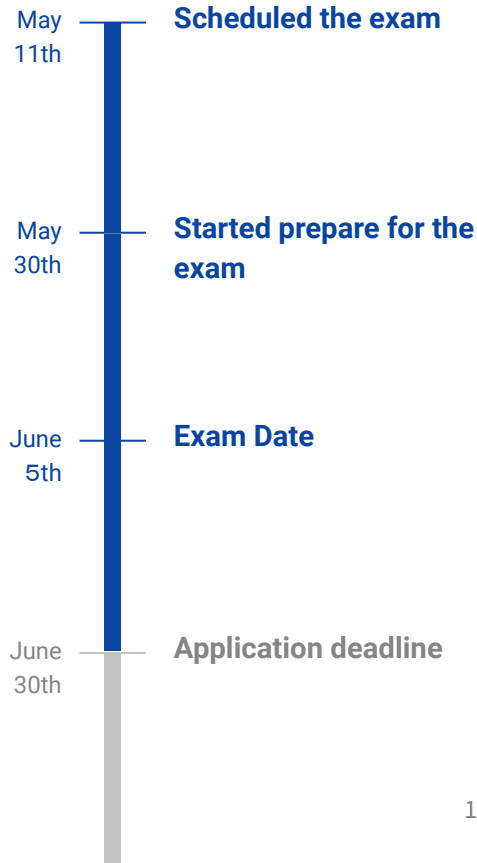 May
11th
Scheduled the exam
May
30th
Started prepare for the
exam
June
5th
Exam Date
June
30th
Application deadline
1